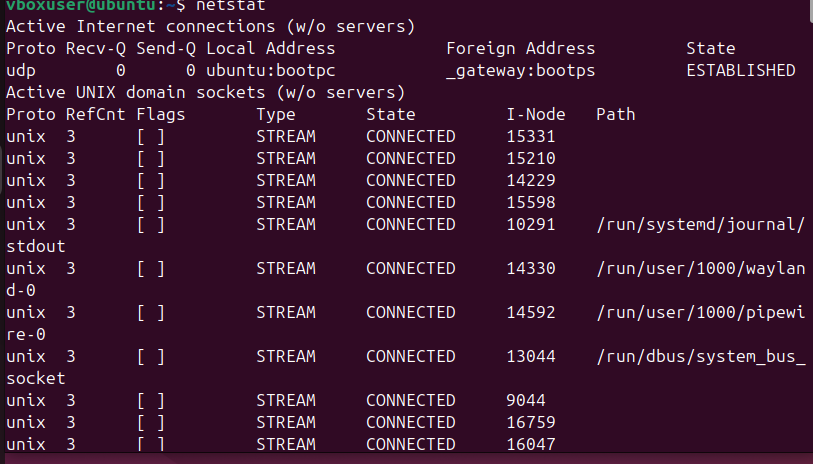 vboxuser@ubuntu:~$ netstat
Active Internet connections (w/o servers)
Proto Recv-Q Send-Q Local Address           Foreign Address         State
udp        0      0 ubuntu:bootpc           _gateway:bootps         ESTABLISHED
Active UNIX domain sockets (w/o servers)
Proto RefCnt Flags       Type       State         I-Node   Path
unix  3      [ ]         STREAM     CONNECTED     15331
unix  3      [ ]         STREAM     CONNECTED     15210
unix  3      [ ]         STREAM     CONNECTED     14229
unix  3      [ ]         STREAM     CONNECTED     15598
unix  3      [ ]         STREAM     CONNECTED     10291    /run/systemd/journal/
stdout
unix  3      [ ]         STREAM     CONNECTED     14330    /run/user/1000/waylan
d-0
unix  3      [ ]         STREAM     CONNECTED     14592    /run/user/1000/pipewi
re-0
unix  3      [ ]         STREAM     CONNECTED     13044    /run/dbus/system_bus_
socket
unix  3      [ ]         STREAM     CONNECTED     9044
unix  3      [ ]         STREAM     CONNECTED     16759
unix  3      [ ]         STREAM     CONNECTED     16047